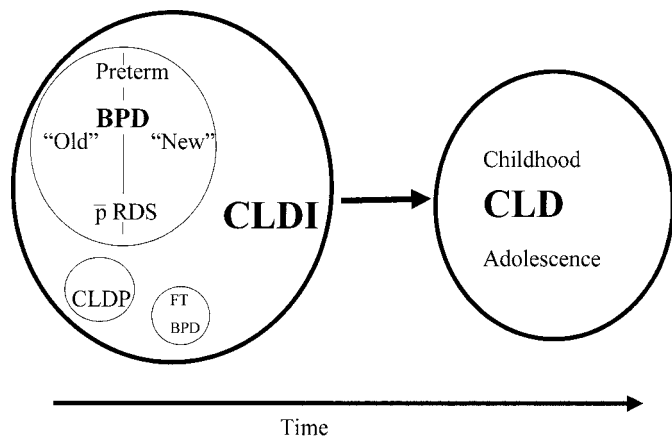 Preterm
BPD
“Old” “New”
p̅ RDS
CLDI
CLDP
FT
BPD
Childhood
CLD
Adolescence
Time